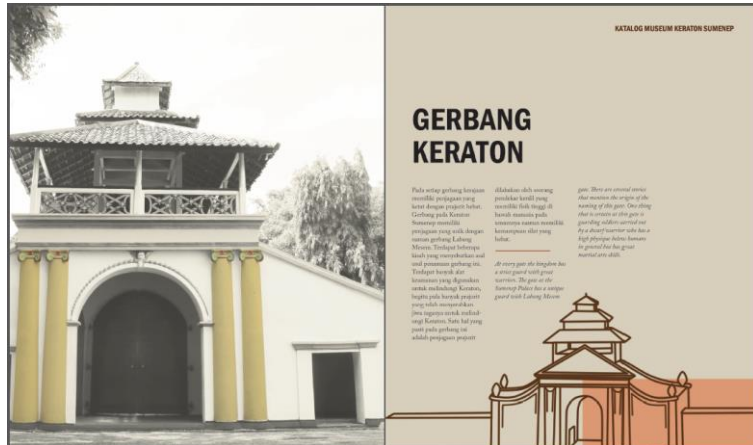 KATALOG MUSEUM KERATON SUMENEP
GERBANG
KERATON
Pada setiap gerbang kerajaan
memiliki penjagaan yang
ketat dengan prajurit hebat.
Gerbang pada Keraton
Sumenep memiliki
penjagaan yang unik dengan
sebutan gerbang Labang
Mesem. Terdapat beberapa
kisah yang menyebutkan asal
usul penamaan gerbang ini.
Terdapat banyak alat
keamanan yang digunakan
untuk melindungi Keraton,
begitu pula banyak prajurit
yang telah menyerahkan
jiwa raganya untuk melind-
ungi Keraton. Satu hal yang
pasti pada gerbang ini
adalah penjagaan prajurit
dilakukan oleh seorang
pendekar kerdil yang
memiliki fisik tinggi di
bawah manusia pada
umumnya namun memiliki
kemampuan silat yang
hebat.
At every gate the kingdom has
a strict guard with great
warriors. The gate at the
Sumenep Palace has a unique
guard with Labang Mesem
gate. There are several stories
that mention the origin of the
naming of this gate. One thing
that is certain at this gate is
guarding soldiers carried out
by a dwarf warrior who has a
high physique below humans
in general but has great
martial arts skills.